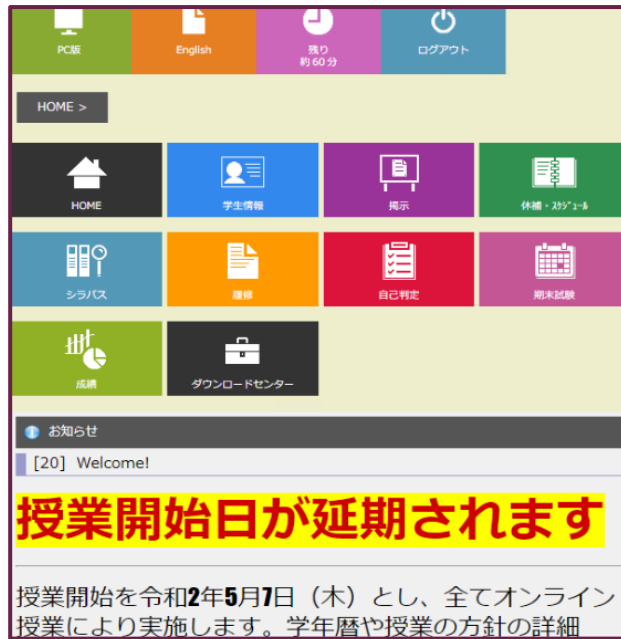 PC版 English 残り ログアウト
約60分
HOME >
HOME 学生情報 掲示 休補・ｽｹｼﾞｭｰﾙ
シラバス 履修 自己判定 期末試験
成績 ダウンロードセンター
お知らせ
[20] Welcome!
授業開始日が延期されます
授業開始を令和2年5月7日（木）とし、全てオンライン
授業により実施します。学年暦や授業の方針の詳細